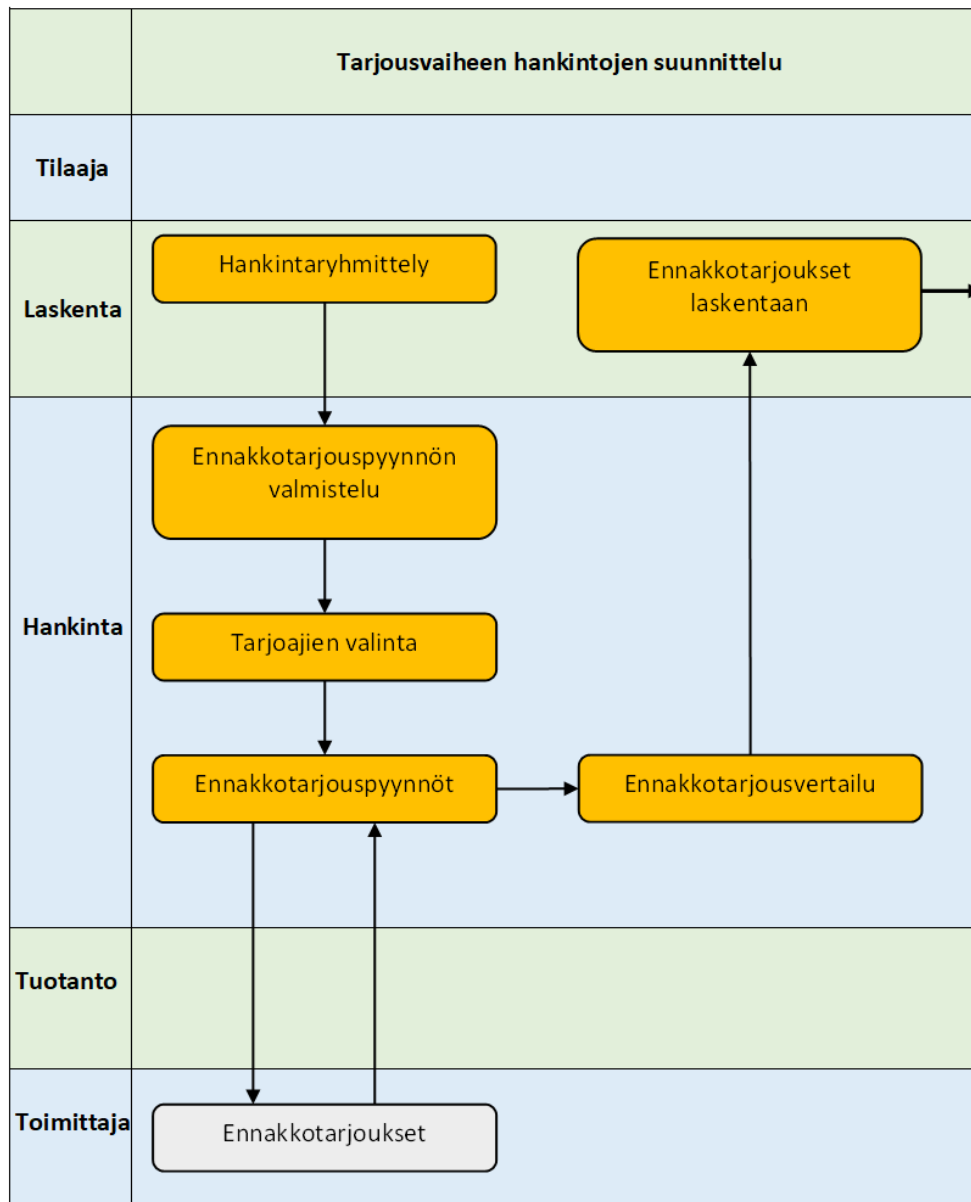 Tarjousvaiheen hankintojen suunnittelu
Tilaaja
Laskenta
Hankintaryhmittely
Ennakkotarjoukset
laskentaan
Hankinta
Ennakkotarjouspyynnön
valmistelu
Tarjoajien valinta
Ennakkotarjouspyynnöt
Ennakkotarjousvertailu
Tuotanto
Toimittaja
Ennakkotarjoukset